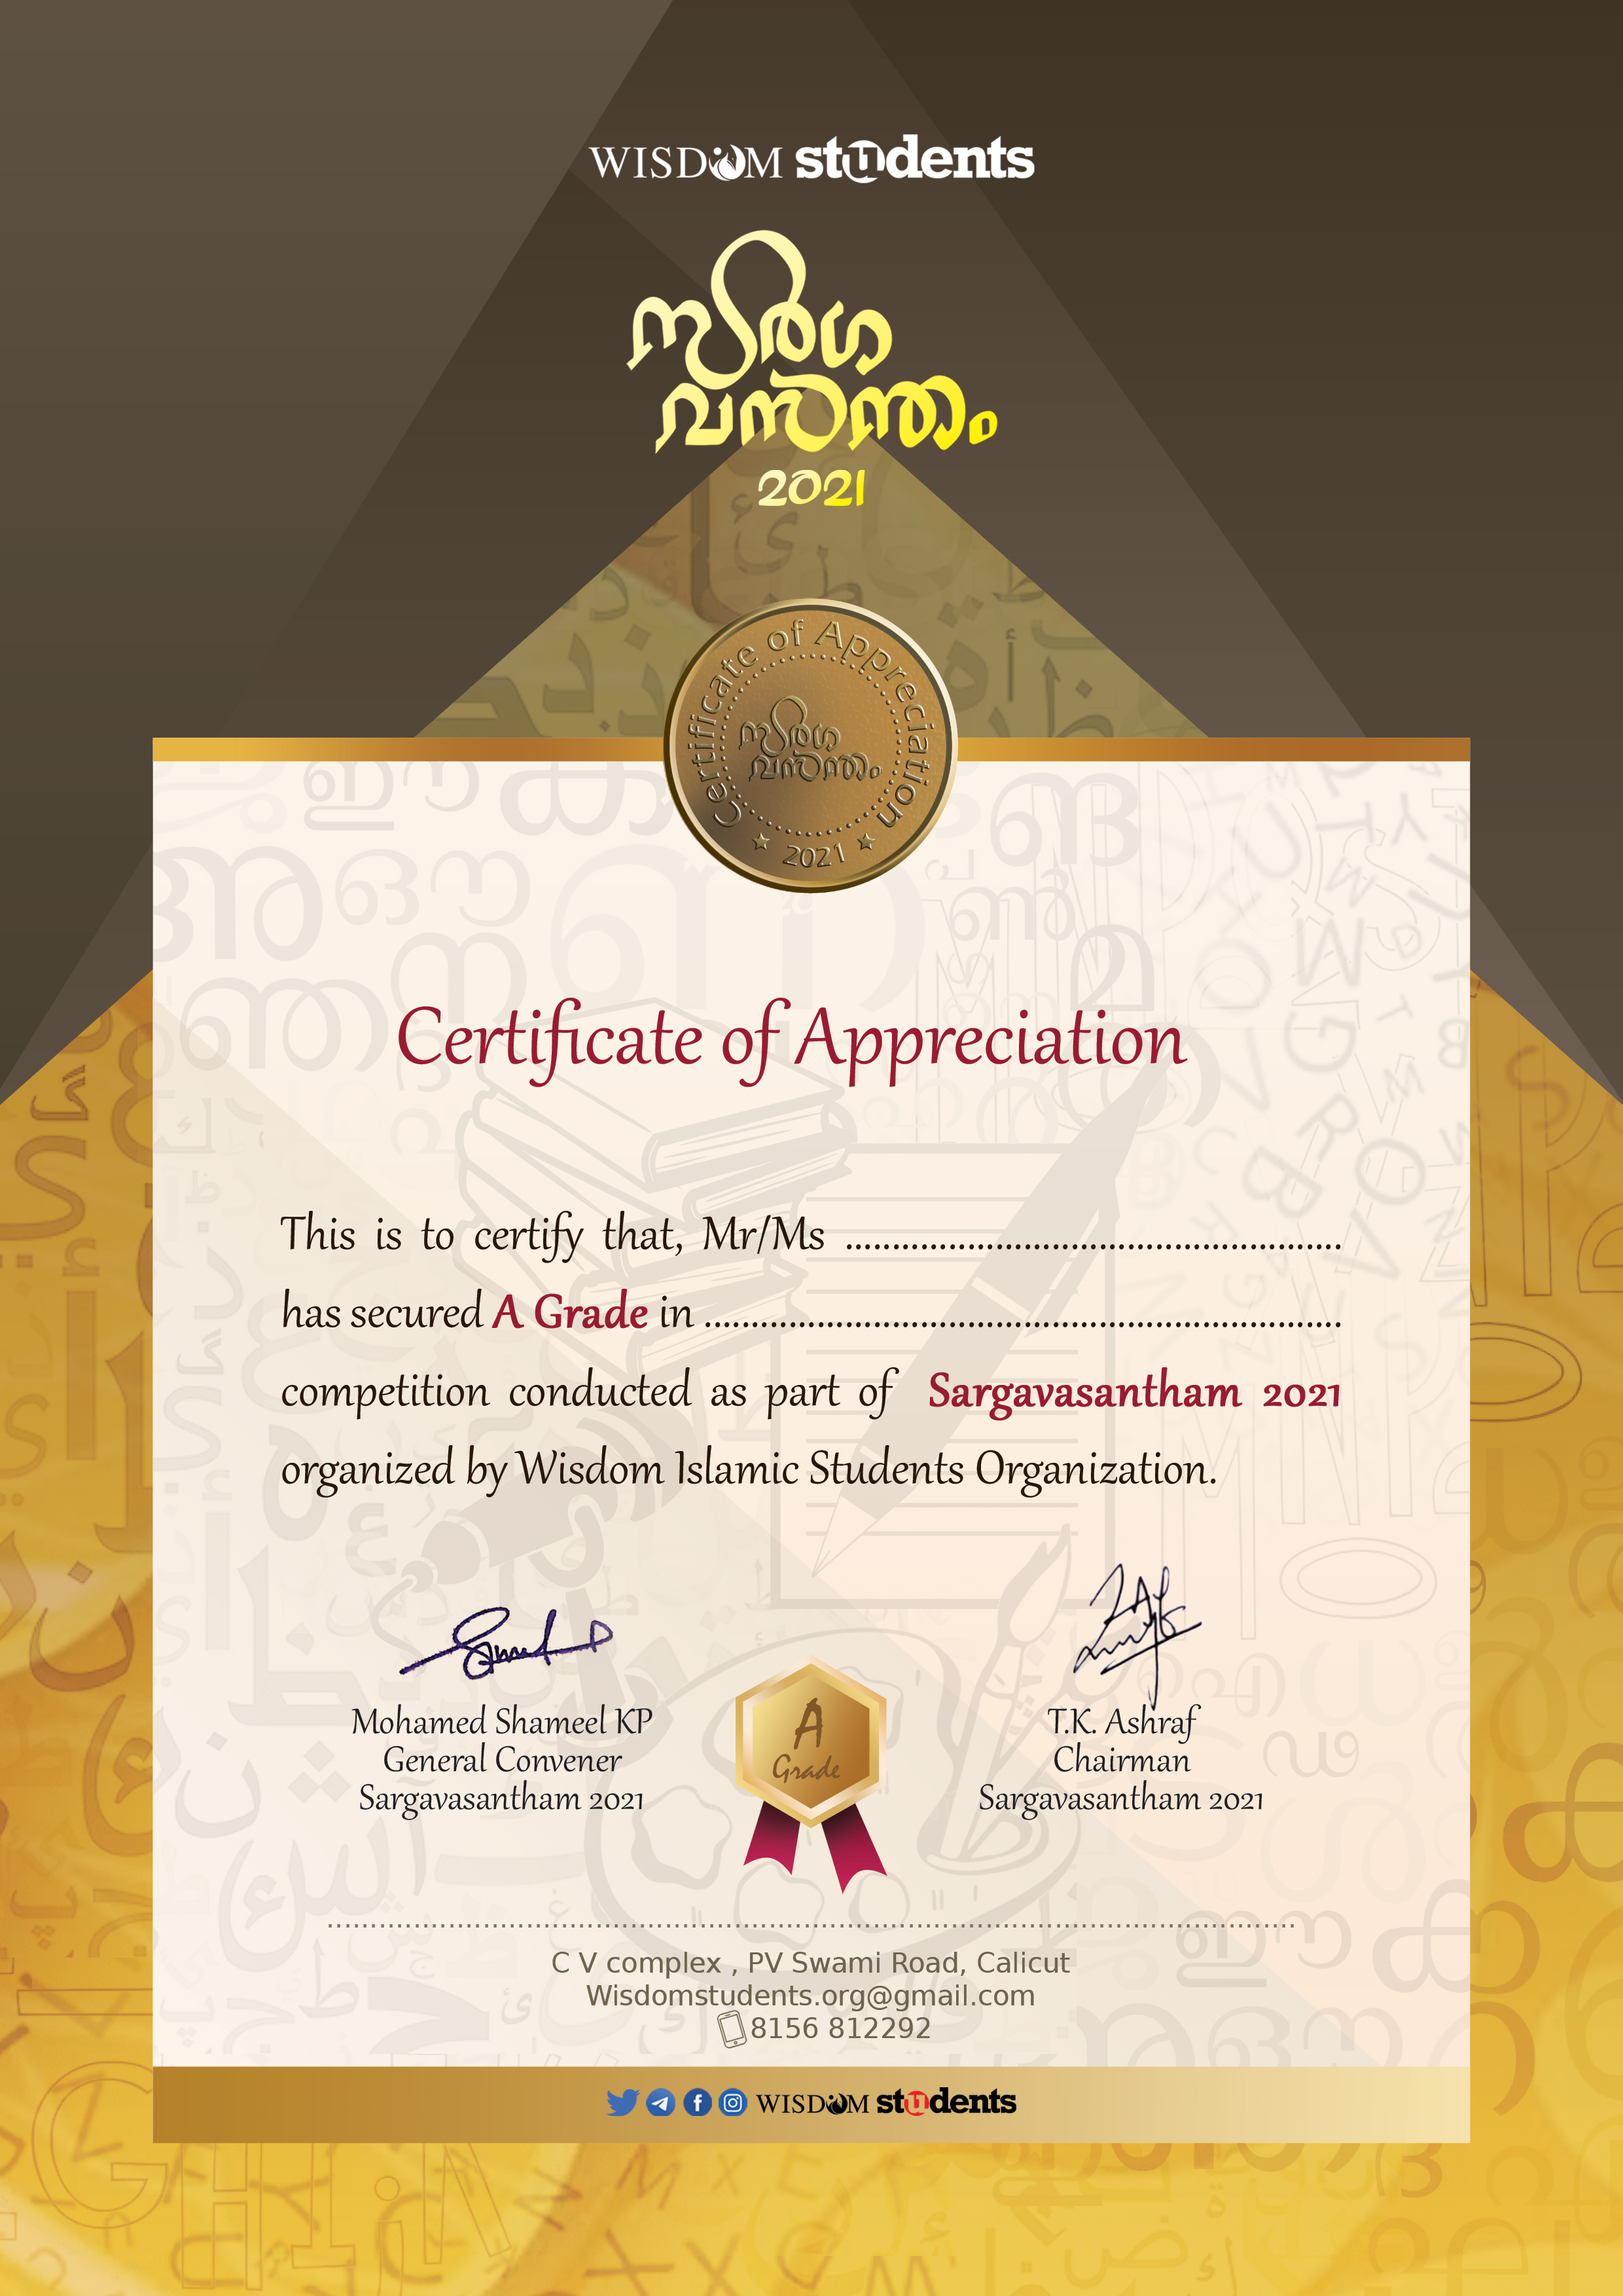 WISDOM students
സർഗ
വസന്തം
2021
Certificate of Appreciation
സർഗ
വസന്തം
2021
Certificate of Appreciation
This is to certify that, Mr/Ms ......................................................
has secured A Grade in .....................................................................
competition conducted as part of Sargavasantham 2021
organized by Wisdom Islamic Students Organization.
Mohamed Shameel KP
General Convener
Sargavasantham 2021
A
Grade
T.K. Ashraf
Chairman
Sargavasantham 2021
C V complex , PV Swami Road, Calicut
Wisdomstudents.org@gmail.com
8156 812292
WISDOM students